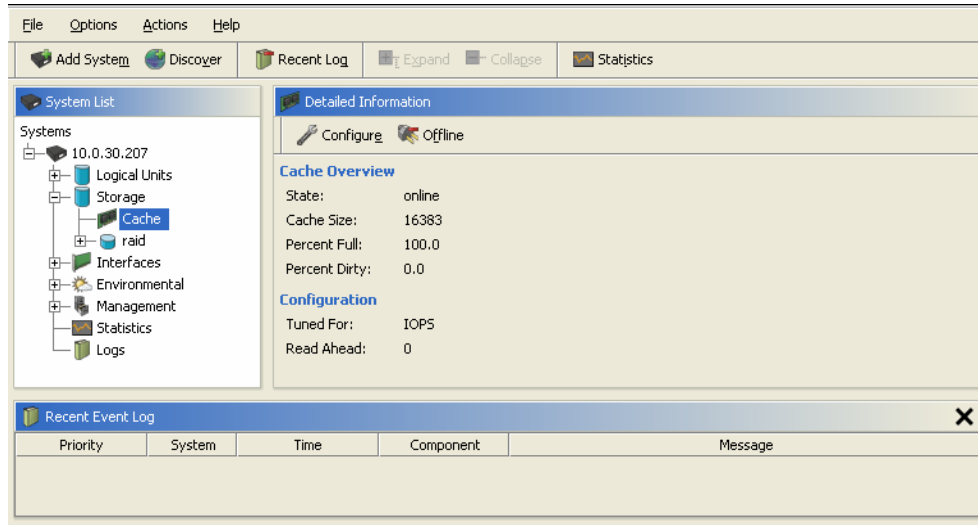 File Options Actions Help
Add System Discover Recent Log Expand Collapse Statistics
System List
Systems
10.0.30.207
Logical Units
Storage
Cache
raid
Interfaces
Environmental
Management
Statistics
Logs
Detailed Information
Configure Offline
Cache Overview
State: online
Cache Size: 16383
Percent Full: 100.0
Percent Dirty: 0.0
Configuration
Tuned For: IOPS
Read Ahead: 0
Recent Event Log
Priority System Time Component Message